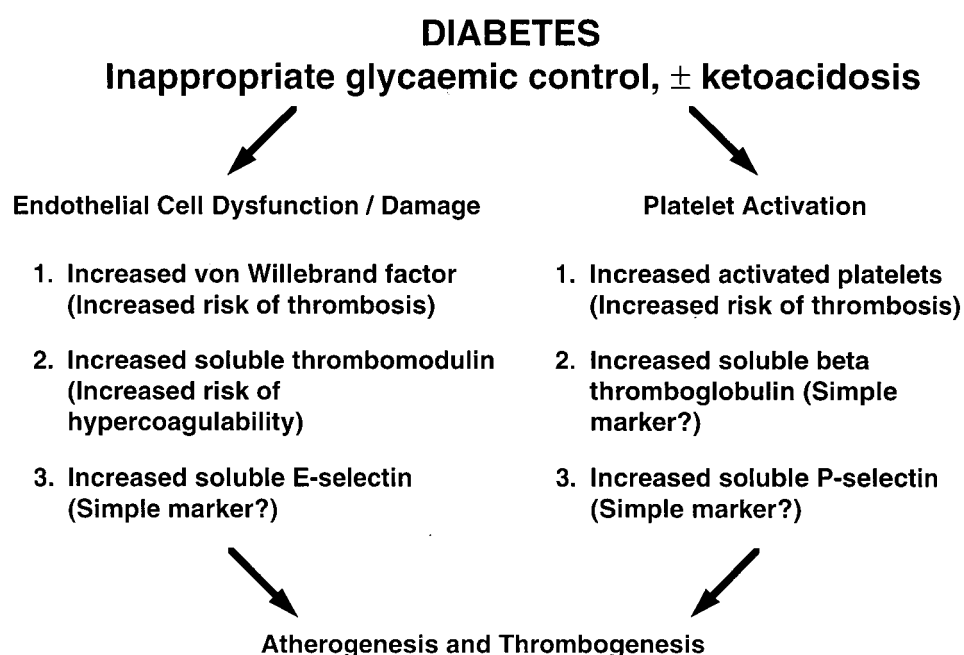 DIABETES
Inappropriate glycaemic control, ± ketoacidosis
Endothelial Cell Dysfunction / Damage
1. Increased von Willebrand factor
(Increased risk of thrombosis)
2. Increased soluble thrombomodulin
(Increased risk of
hypercoagulability)
3. Increased soluble E-selectin
(Simple marker?)
Platelet Activation
1. Increased activated platelets
(Increased risk of thrombosis)
2. Increased soluble beta
thromboglobulin (Simple
marker?)
3. Increased soluble P-selectin
(Simple marker?)
Atherogenesis and Thrombogenesis